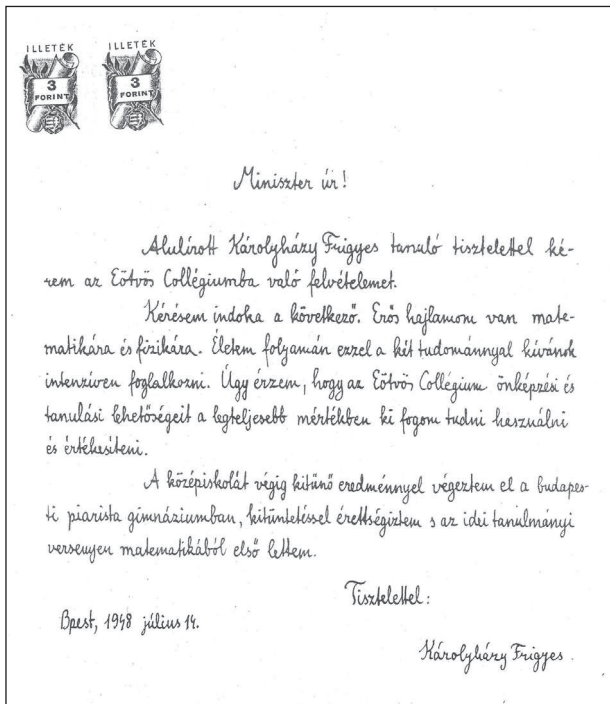 ILLETÉK ILLETÉK
3 3
FORINT FORINT
Miniszter úr!
Alulírott Károlyházy Frigyes tanuló tisztelettel ké-
rem az Eötvös Collégiumba való felvételemet.
Kérésem indoka a következő. Erős hajlamom van mate-
matikára és fizikára. Életem folyamán ezzel a két tudománnyal kívánok
intenzíven foglalkozni. Úgy érzem, hogy az Eötvös Collégium önképzési és
tanulási lehetőségeit a legteljesebb mértékben ki fogom tudni használni
és értékesíteni.
A középiskolát végig kitünő eredménnyel végeztem el a budapes-
ti piarista gimnáziumban, kitüntetéssel érettségiztem s az idei tanulmányi
versenyen matematikából első lettem.
Tisztelettel:
Bpest, 1948 július 14.
Károlyházy Frigyes.